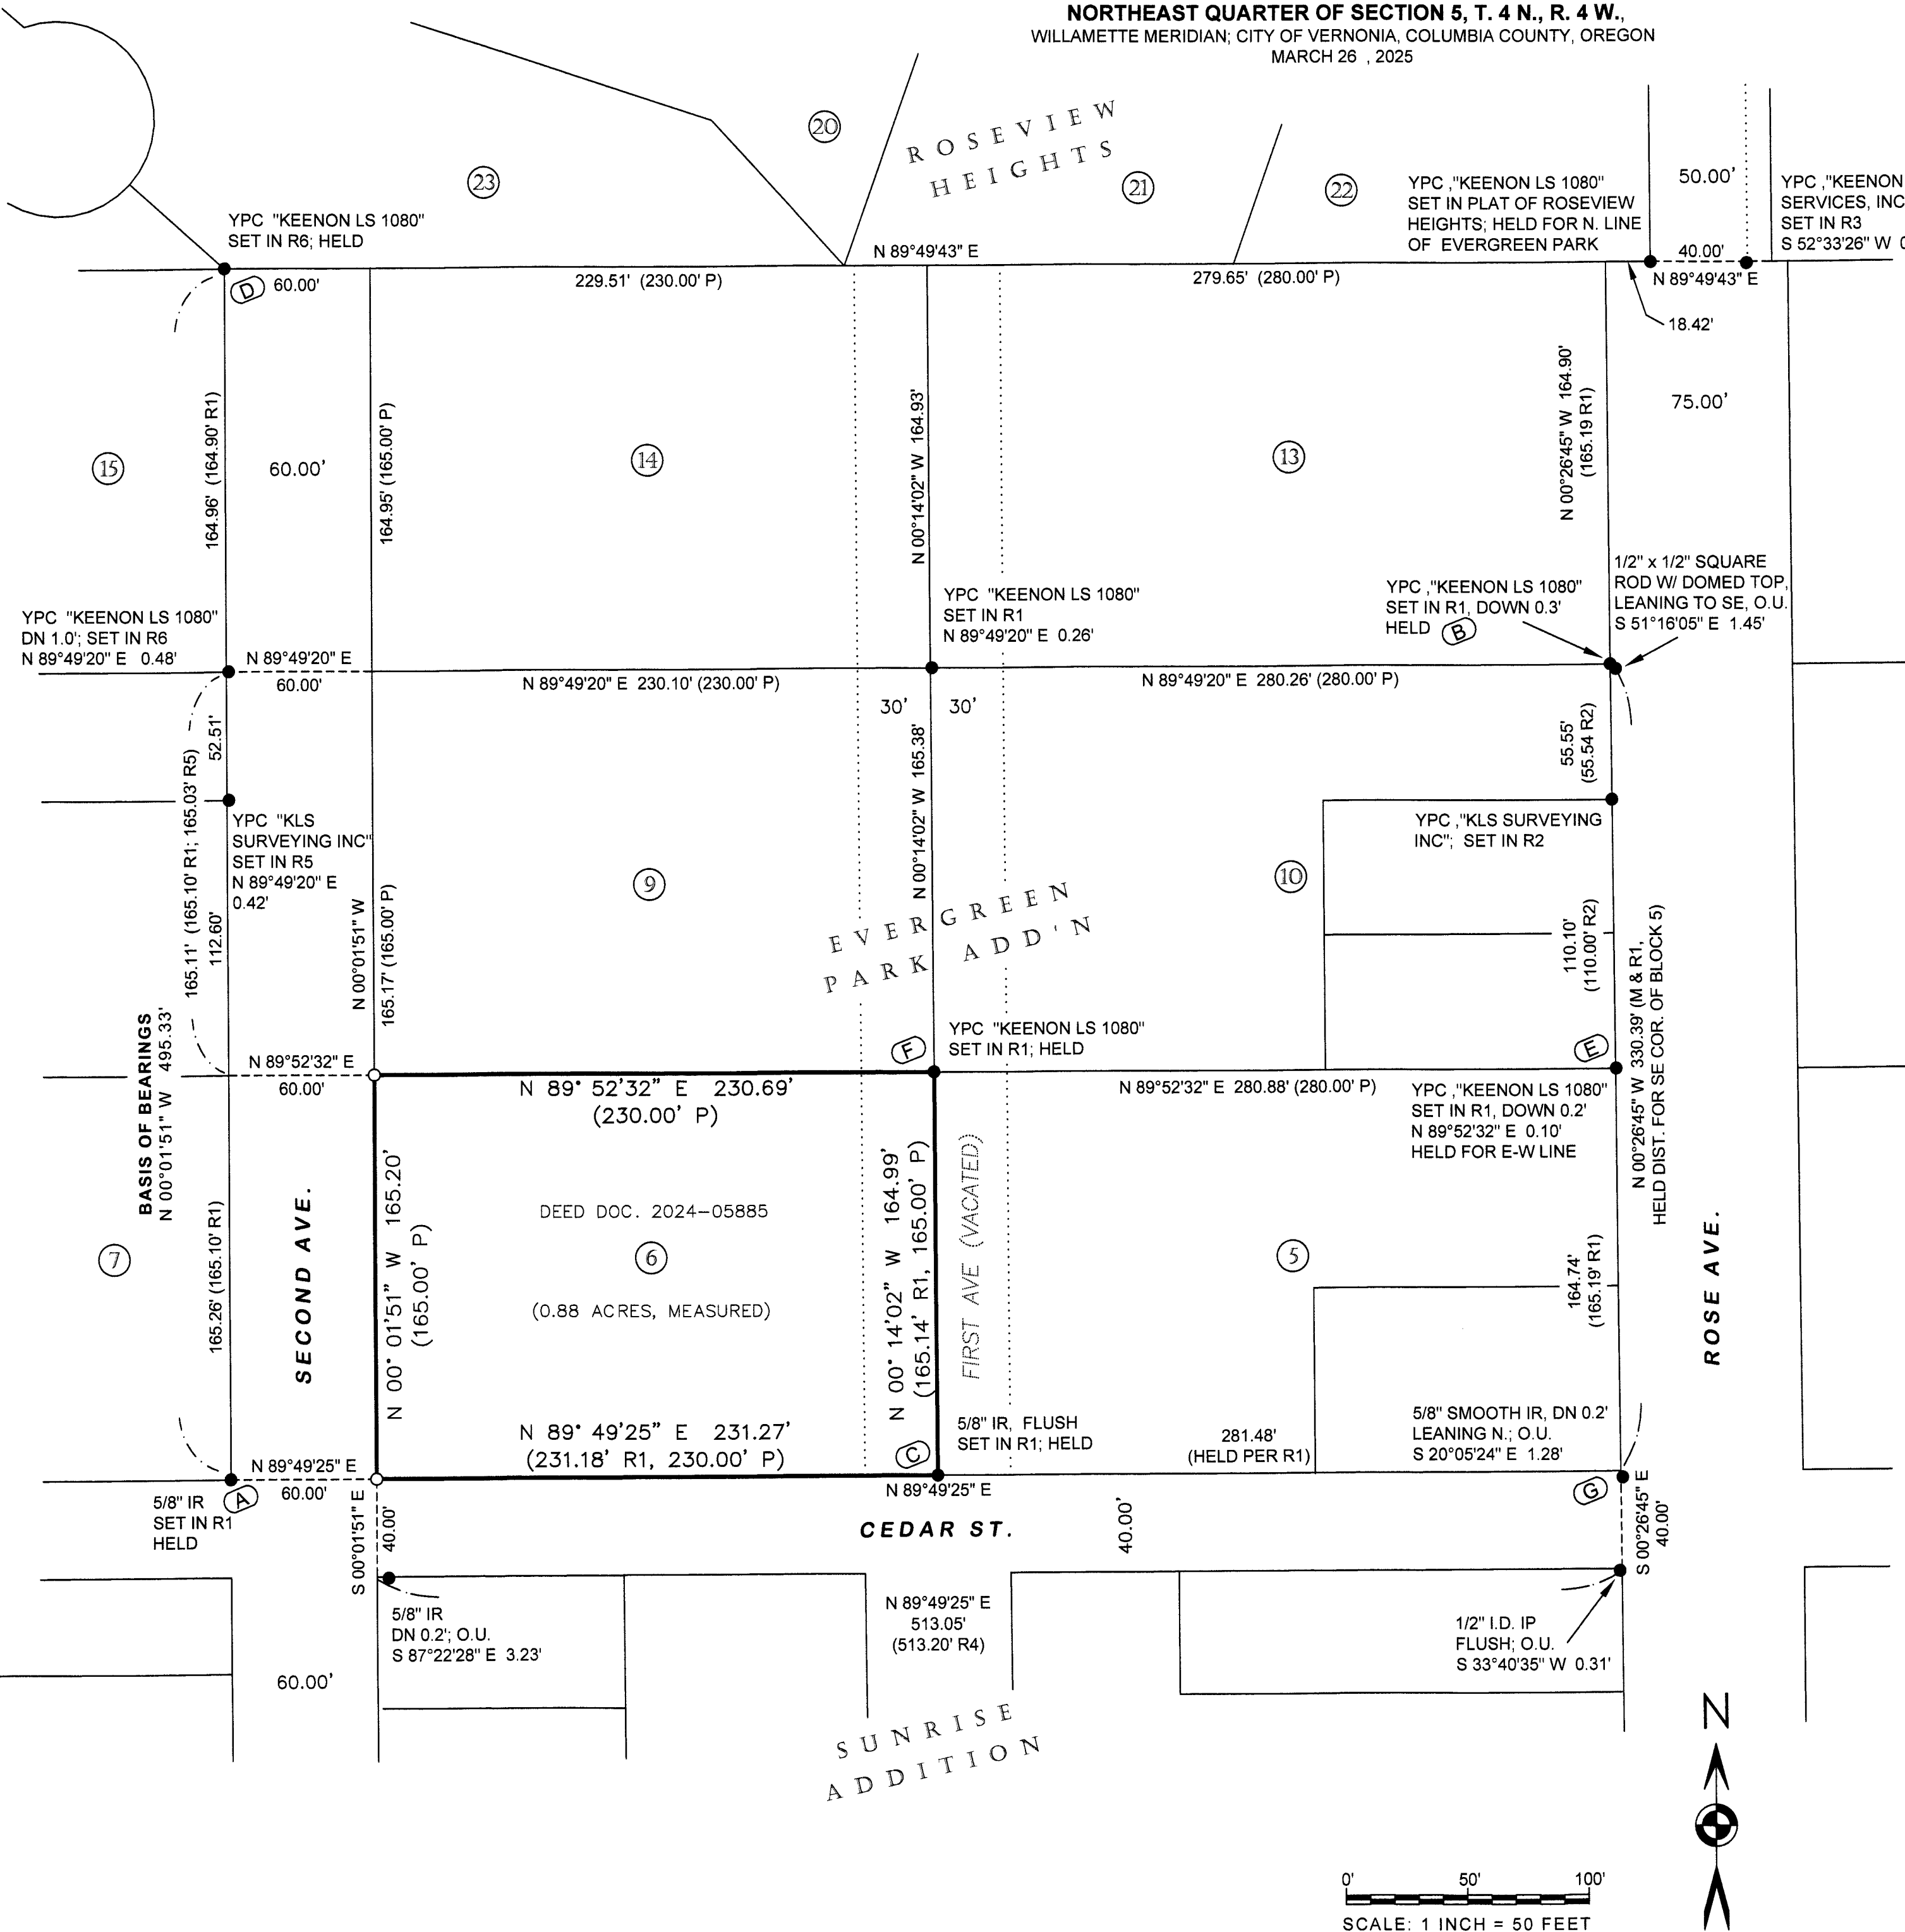 NORTHEAST QUARTER OF SECTION 5, T. 4 N., R. 4 W.,
WILLAMETTE MERIDIAN; CITY OF VERNONIA, COLUMBIA COUNTY, OREGON
MARCH 26 , 2025
20
ROSEVIEW
HEIGHTS
23
21
22
YPC ,"KEENON LS 1080"
SET IN PLAT OF ROSEVIEW
HEIGHTS; HELD FOR N. LINE
OF EVERGREEN PARK
50.00'
YPC ,"KEENON
SERVICES, INC
SET IN R3
S 52°33'26" W
YPC "KEENON LS 1080"
SET IN R6; HELD
N 89°49'43" E
40.00'
D
60.00'
229.51' (230.00' P)
279.65' (280.00' P)
N 89°49'43" E
18.42'
164.96' (164.90' R1)
164.95' (165.00' P)
N 00°14'02" W 164.93'
N 00°26'45" W 164.90'
(165.19 R1)
75.00'
15
60.00'
14
13
YPC "KEENON LS 1080"
DN 1.0'; SET IN R6
N 89°49'20" E 0.48'
YPC "KEENON LS 1080"
SET IN R1
N 89°49'20" E 0.26'
YPC ,"KEENON LS 1080"
SET IN R1, DOWN 0.3'
HELD
B
1/2" x 1/2" SQUARE
ROD W/ DOMED TOP,
LEANING TO SE, O.U.
S 51°16'05" E 1.45'
N 89°49'20" E
60.00'
N 89°49'20" E 230.10' (230.00' P)
N 89°49'20" E 280.26' (280.00' P)
30'
30'
52.51'
165.11' (165.10' R1; 165.03' R5)
112.60'
N 00°14'02" W 165.38'
55.55'
(55.54 R2)
YPC "KLS
SURVEYING INC"
SET IN R5
N 89°49'20" E
0.42'
YPC ,"KLS SURVEYING
INC"; SET IN R2
9
10
N 00°01'51" W
165.17' (165.00' P)
EVERGREEN
PARK ADD'N
110.10'
(110.00' R2)
N 00°26'45" W 330.39' (M & R1,
HELD DIST. FOR SE COR. OF BLOCK 5)
BASIS OF BEARINGS
N 00°01'51" W 495.33'
YPC "KEENON LS 1080"
SET IN R1; HELD
F
E
N 89°52'32" E
60.00'
N 89° 52'32" E 230.69'
(230.00' P)
N 89°52'32" E 280.88' (280.00' P)
YPC ,"KEENON LS 1080"
SET IN R1, DOWN 0.2'
N 89°52'32" E 0.10'
HELD FOR E-W LINE
165.26' (165.10' R1)
SECOND AVE.
N 00° 01'51" W 165.20'
(165.00' P)
DEED DOC. 2024-05885
N 00° 14'02" W 164.99'
(165.14' R1, 165.00' P)
FIRST AVE (VACATED)
7
6
5
(0.88 ACRES, MEASURED)
164.74'
(165.19' R1)
ROSE AVE.
N 89° 49'25" E 231.27'
(231.18' R1, 230.00' P)
C
5/8" IR, FLUSH
SET IN R1; HELD
281.48'
(HELD PER R1)
5/8" SMOOTH IR, DN 0.2'
LEANING N.; O.U.
S 20°05'24" E 1.28'
N 89°49'25" E
60.00'
N 89°49'25" E
A
5/8" IR
SET IN R1
HELD
G
S 00°01'51" E
40.00'
CEDAR ST.
40.00'
S 00°26'45" E
40.00'
5/8" IR
DN 0.2'; O.U.
S 87°22'28" E 3.23'
N 89°49'25" E
513.05'
(513.20' R4)
1/2" I.D. IP
FLUSH; O.U.
S 33°40'35" W 0.31'
60.00'
SUNRISE
ADDITION
N
0'
50'
100'
SCALE: 1 INCH = 50 FEET